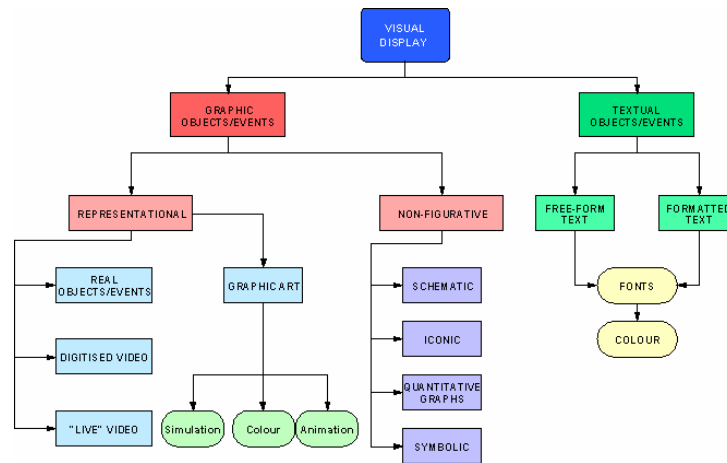 VISUAL
DISPLAY
GRAPHIC
OBJECTS/EVENTS
TEXTUAL
OBJECTS/EVENTS
REPRESENTATIONAL
NON-FIGURATIVE
FREE-FORM
TEXT
FORMATTED
TEXT
REAL
OBJECTS/EVENTS
GRAPHIC ART
SCHEMATIC
FONTS
DIGITISED VIDEO
ICONIC
COLOUR
QUANTITATIVE
GRAPHS
"LIVE" VIDEO
Simulation
Colour
Animation
SYMBOLIC